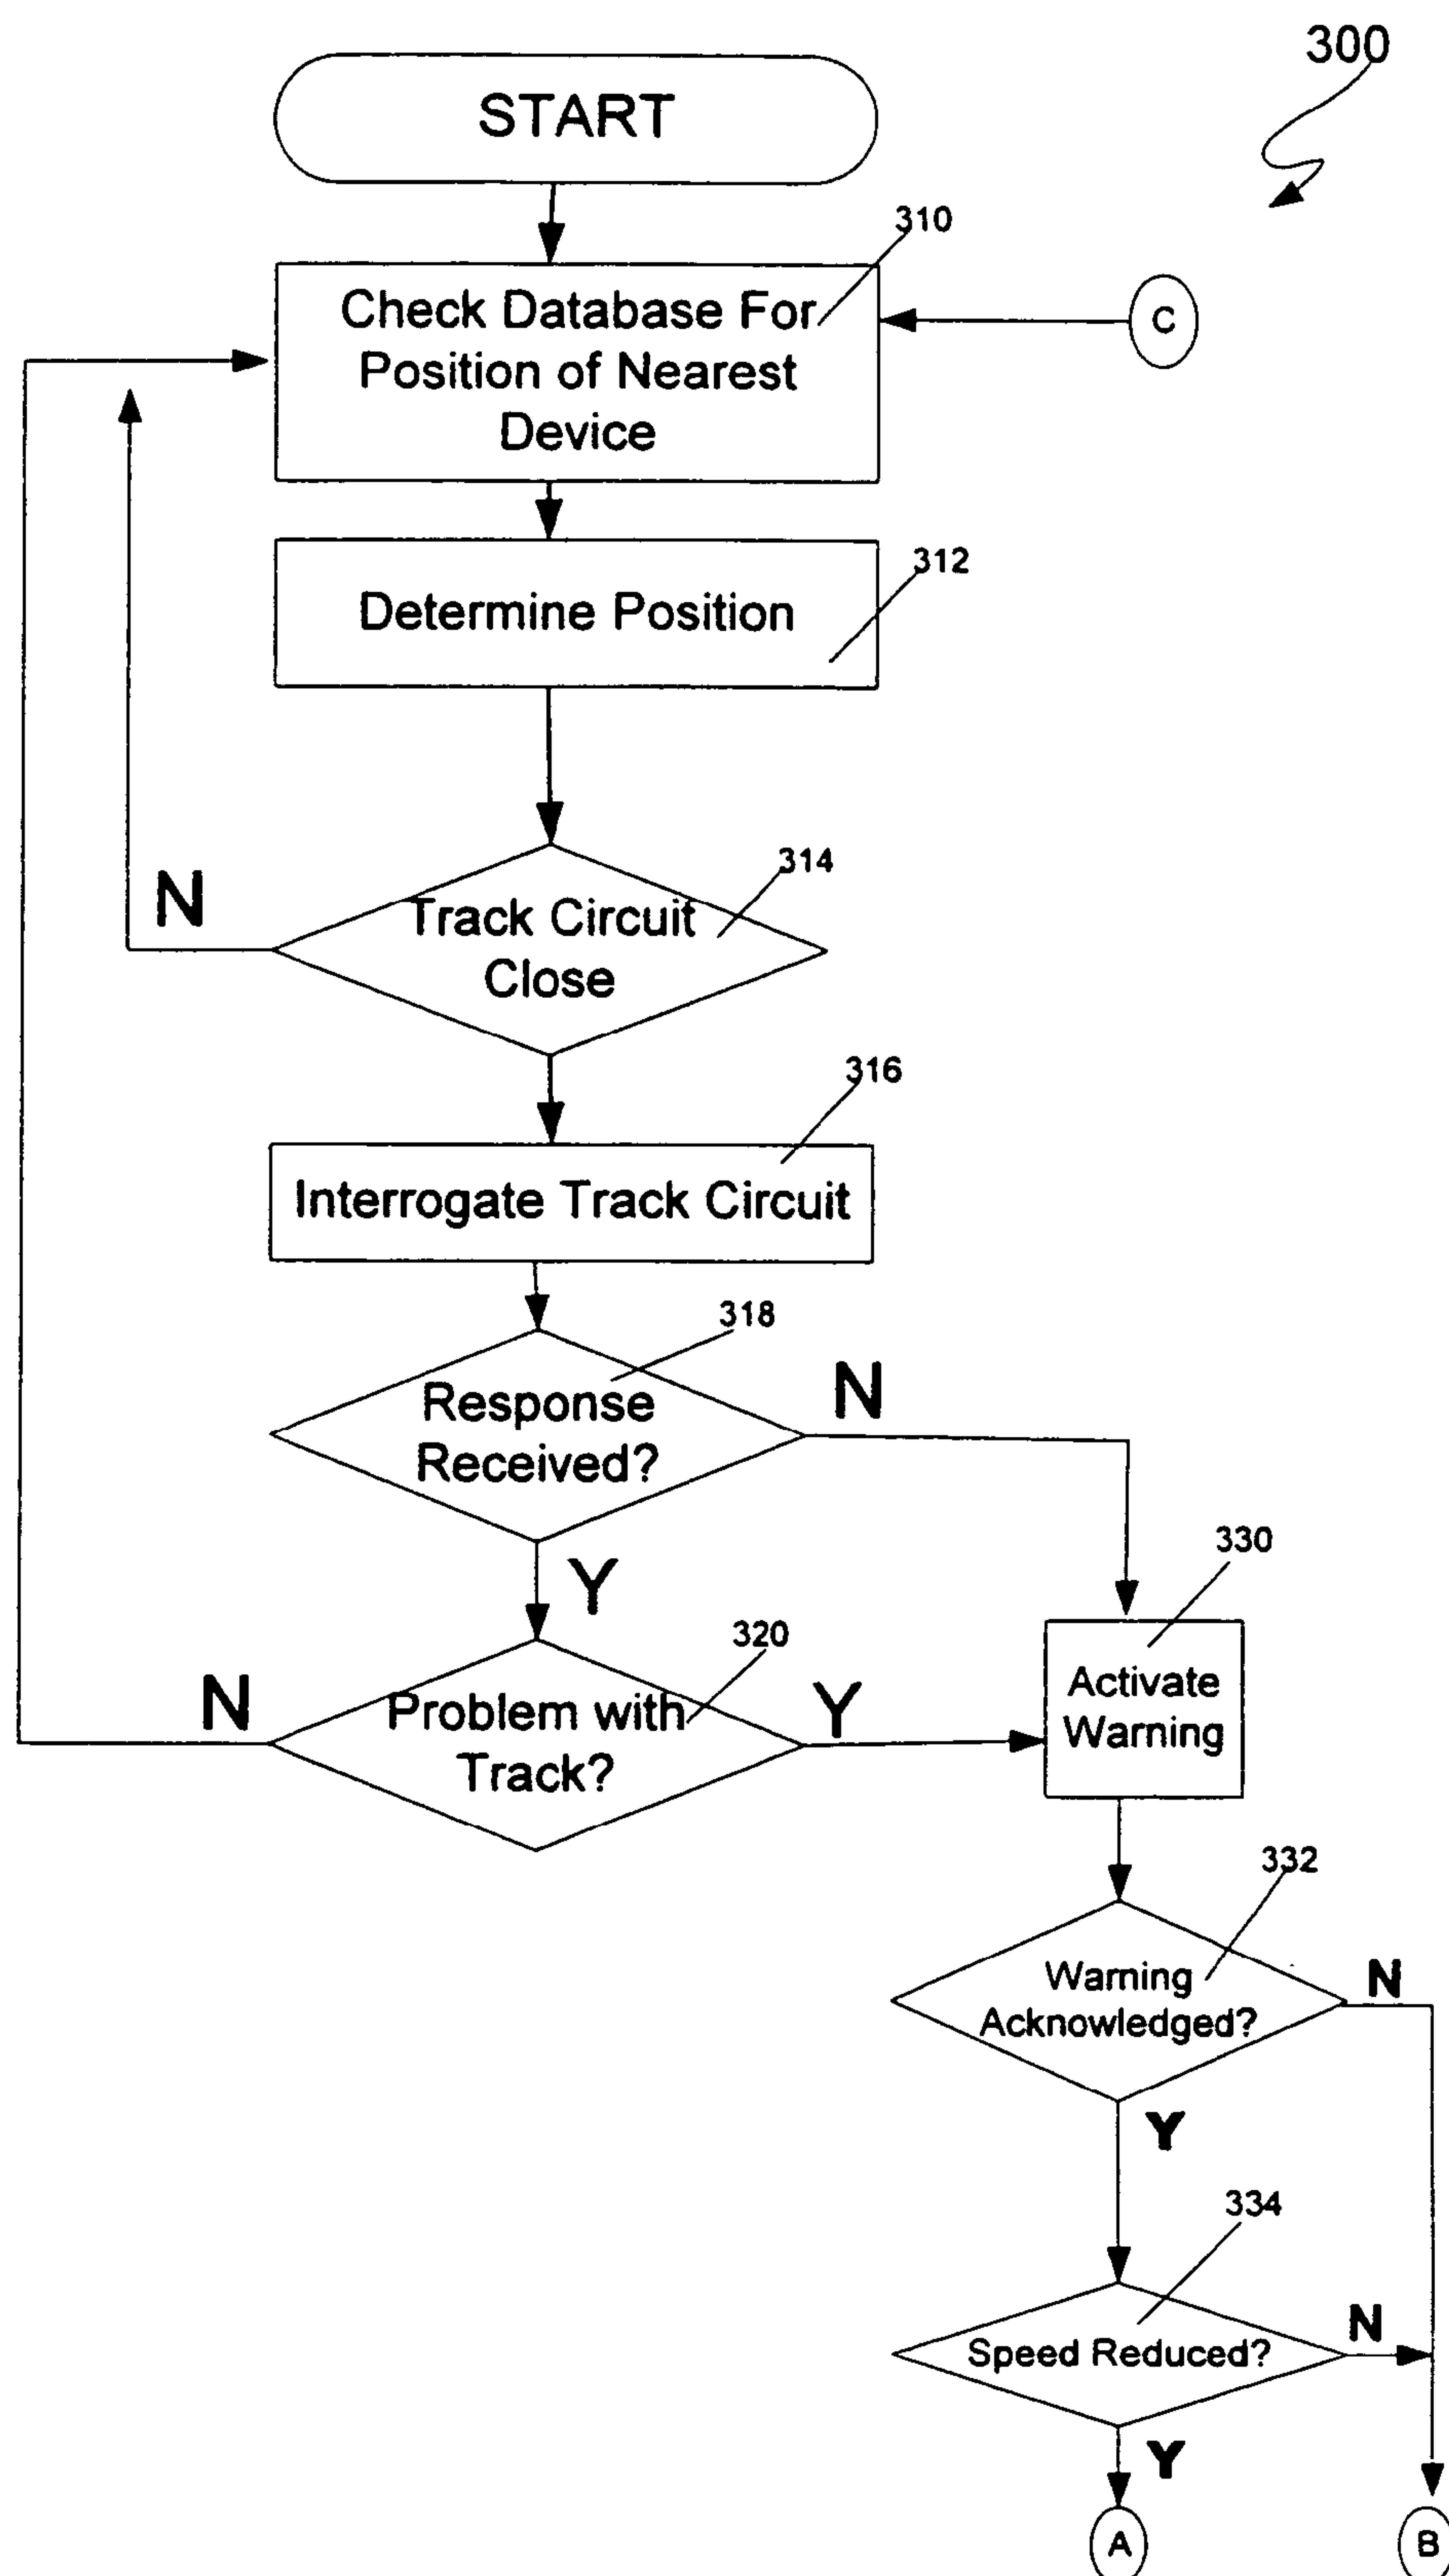 300
START
310
Check Database For
Position of Nearest
Device
C
312
Determine Position
314
N
Track Circuit
Close
316
Interrogate Track Circuit
318
N
Response
Received?
Y
330
320
N
Problem with
Track?
Y
Activate
Warning
332
Warning
Acknowledged?
N
Y
334
Speed Reduced?
N
Y
A
B